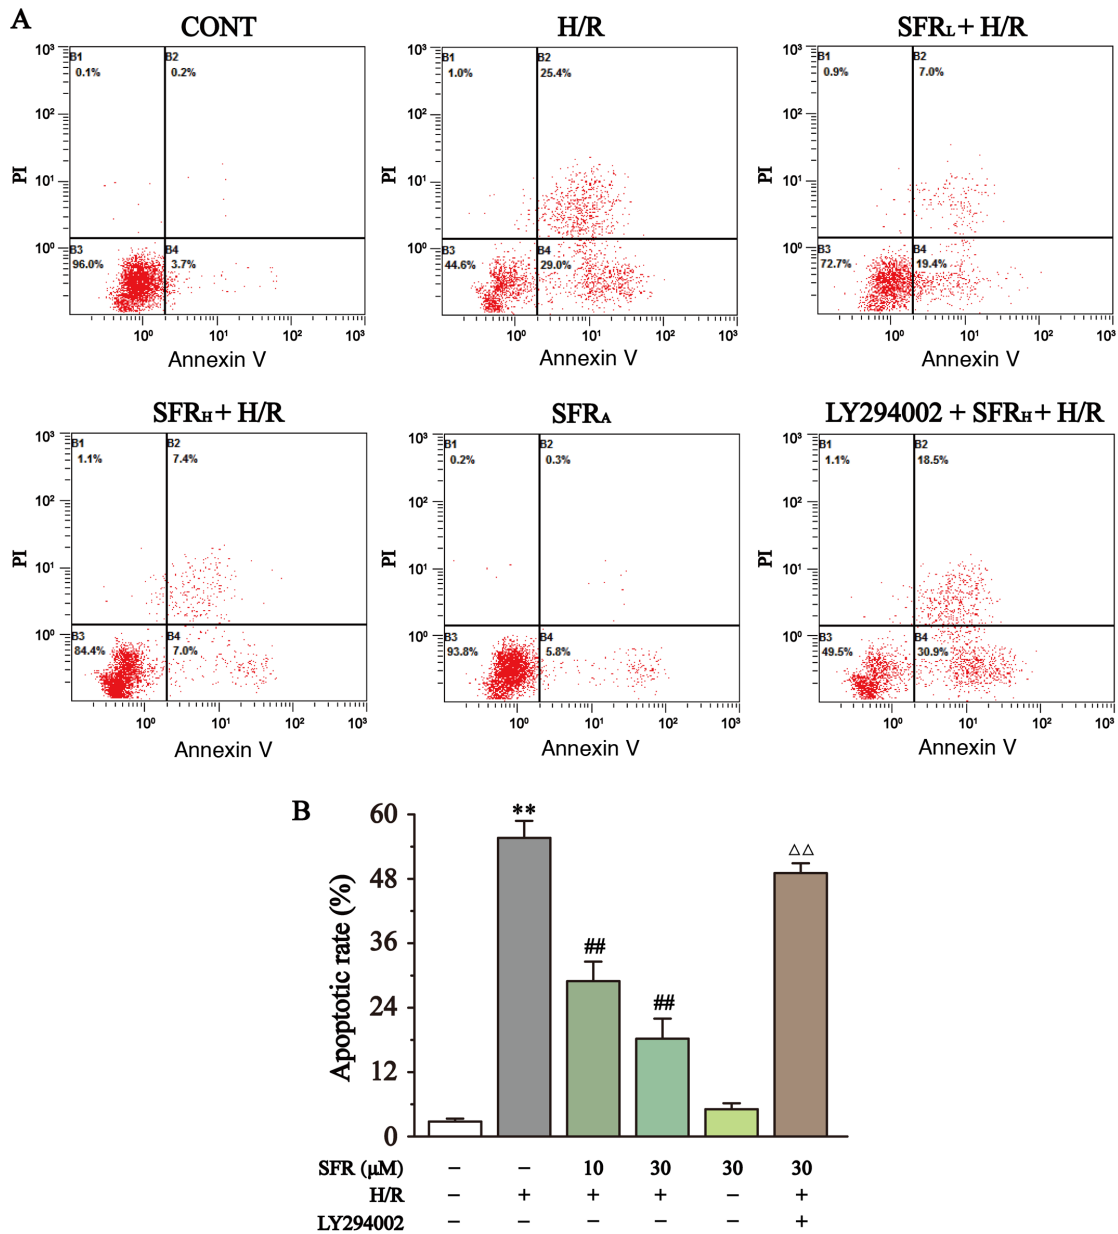 A
CONT
H/R
SFRL + H/R
10³
B1
0.1%
B2
0.2%
10²
PI
10¹
10⁰
B3
96.0%
B4
3.7%
10⁰ 10¹ 10² 10³
Annexin V
10³
B1
1.0%
B2
25.4%
10²
PI
10¹
10⁰
B3
44.6%
B4
29.0%
10⁰ 10¹ 10² 10³
Annexin V
10³
B1
0.9%
B2
7.0%
10²
PI
10¹
10⁰
B3
72.7%
B4
19.4%
10⁰ 10¹ 10² 10³
Annexin V
SFRH + H/R
SFRA
LY294002 + SFRH + H/R
10³
B1
1.1%
B2
7.4%
10²
PI
10¹
10⁰
B3
84.4%
B4
7.0%
10⁰ 10¹ 10² 10³
Annexin V
10³
B1
0.2%
B2
0.3%
10²
PI
10¹
10⁰
B3
93.8%
B4
5.8%
10⁰ 10¹ 10² 10³
Annexin V
10³
B1
1.1%
B2
18.5%
10²
PI
10¹
10⁰
B3
49.5%
B4
30.9%
10⁰ 10¹ 10² 10³
Annexin V
B
Apoptotic rate (%)
60
48
36
24
12
0
**
##
##
△△
SFR (μM) – – 10 30 30 30
H/R – + + + – +
LY294002 – – – – – +